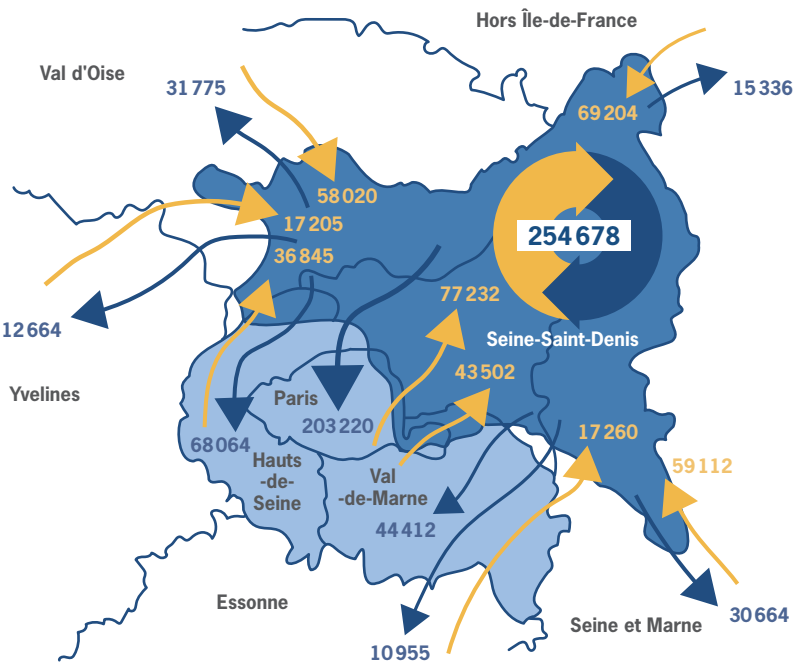 Hors Île-de-France
Val d'Oise
31 775
15 336
69 204
58 020
17 205
36 845
254 678
77 232
12 664
Seine-Saint-Denis
43 502
Yvelines
Paris
203 220
17 260
68 064
Hauts
-de-
Seine
Val
-de-Marne
59 112
44 412
Essonne
30 664
Seine et Marne
10 955